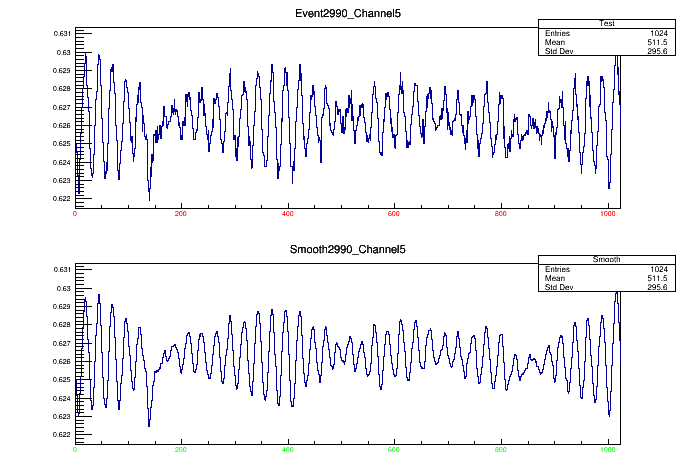 Event2990_Channel5
Test
Entries 1024
Mean 511.5
Std Dev 295.6
0.631
0.63
0.629
0.628
0.627
0.626
0.625
0.624
0.623
0.622
0 200 400 600 800 1000
Smooth2990_Channel5
Smooth
Entries 1024
Mean 511.5
Std Dev 295.6
0.631
0.63
0.629
0.628
0.627
0.626
0.625
0.624
0.623
0.622
0 200 400 600 800 1000